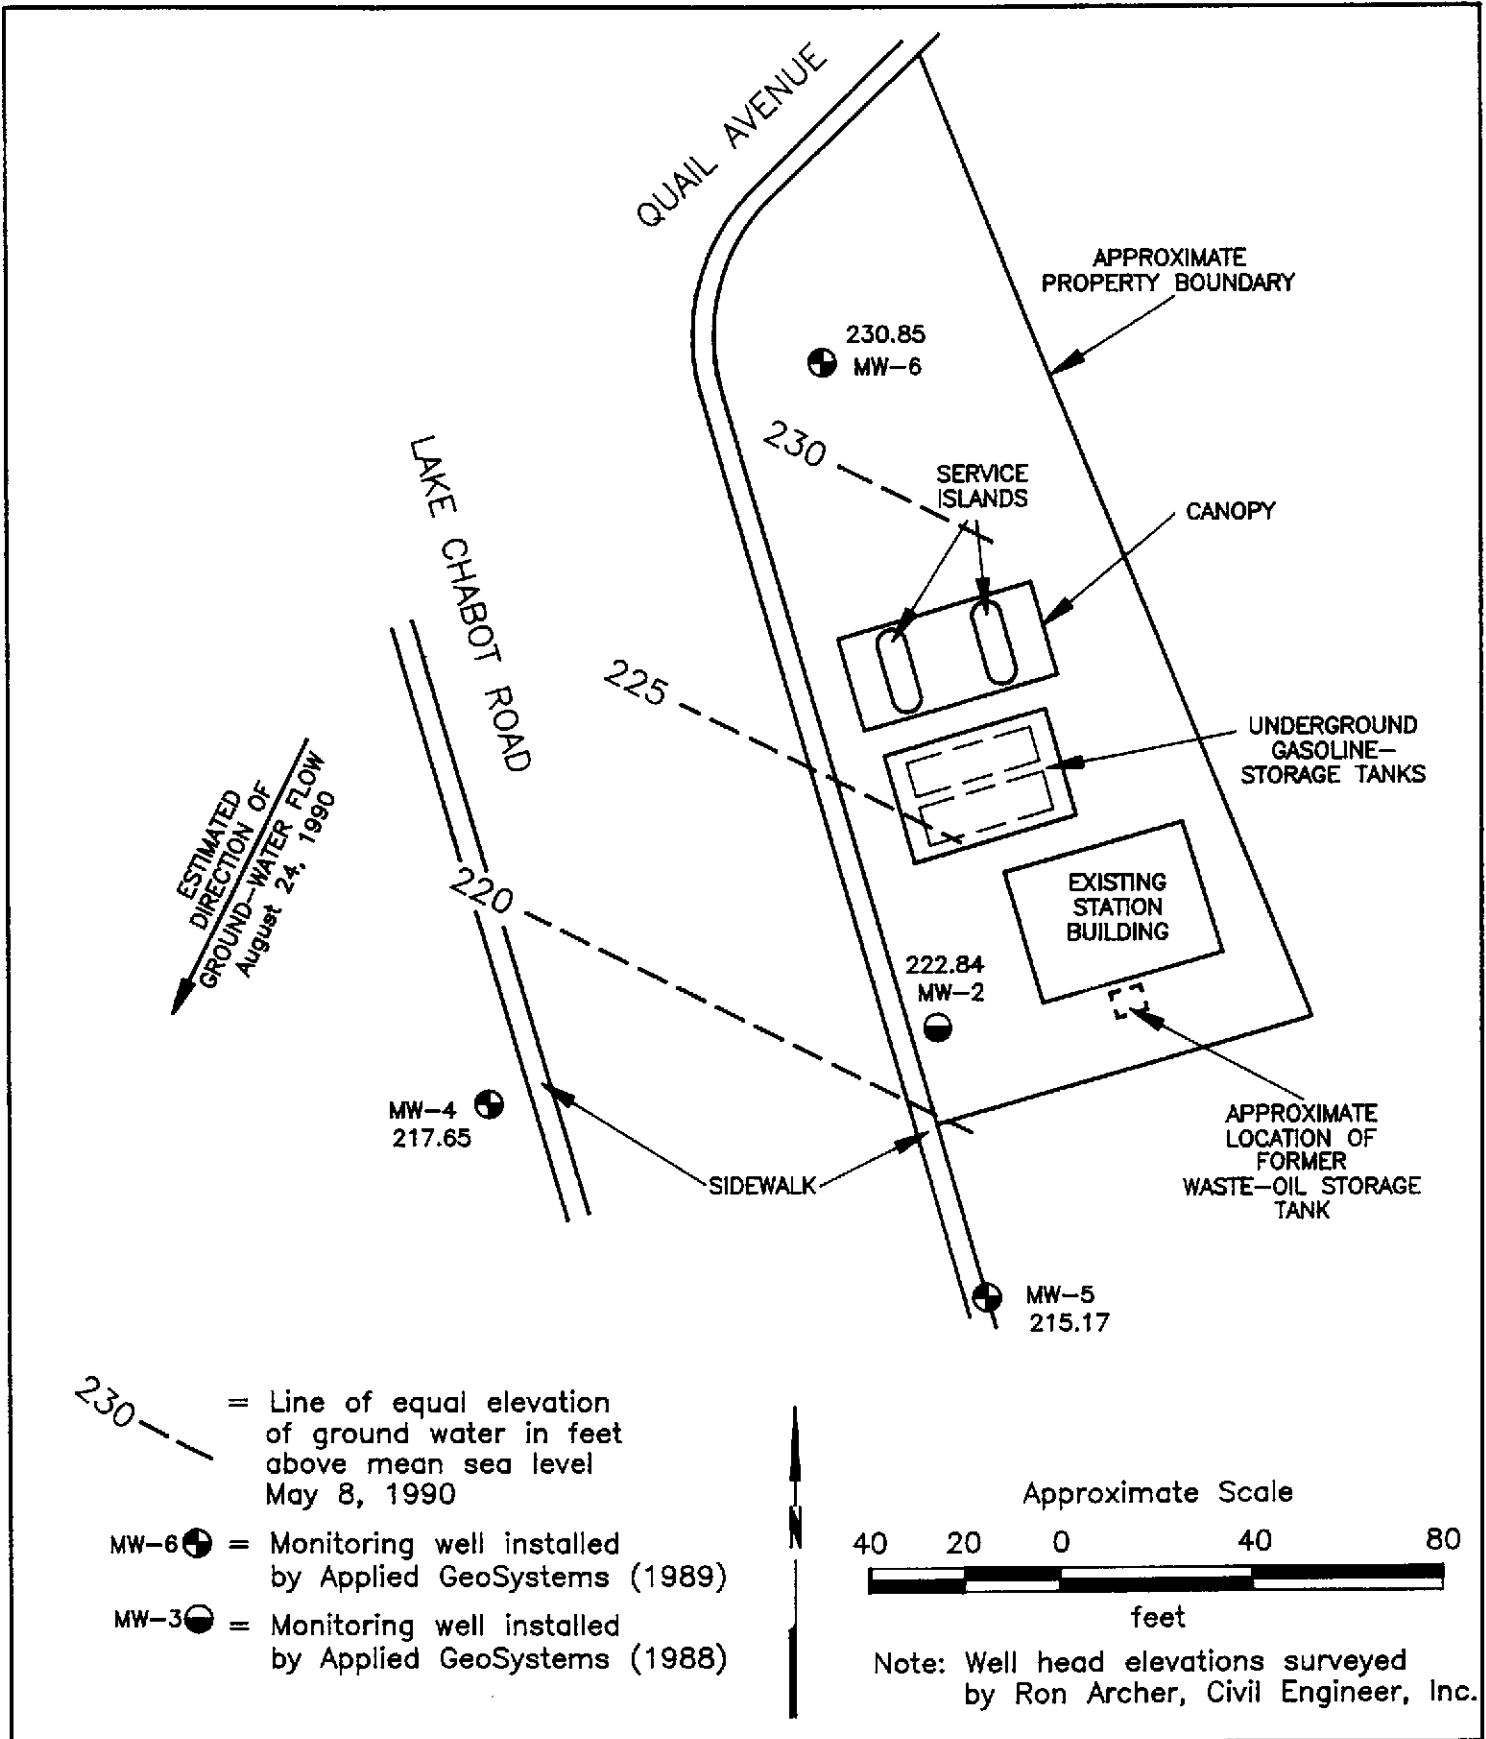 QUAIL AVENUE
APPROXIMATE
PROPERTY BOUNDARY
230.85
MW-6
230
SERVICE
ISLANDS
CANOPY
LAKE CHABOT ROAD
225
UNDERGROUND
GASOLINE-
STORAGE TANKS
ESTIMATED
DIRECTION OF
GROUND-WATER FLOW
August 24, 1990
220
EXISTING
STATION
BUILDING
222.84
MW-2
MW-4
217.65
SIDEWALK
APPROXIMATE
LOCATION OF
FORMER
WASTE-OIL STORAGE
TANK
MW-5
215.17
230 = Line of equal elevation
of ground water in feet
above mean sea level
May 8, 1990
MW-6 = Monitoring well installed
by Applied GeoSystems (1989)
MW-3 = Monitoring well installed
by Applied GeoSystems (1988)
N
Approximate Scale
40 20 0 40 80
feet
Note: Well head elevations surveyed
by Ron Archer, Civil Engineer, Inc.